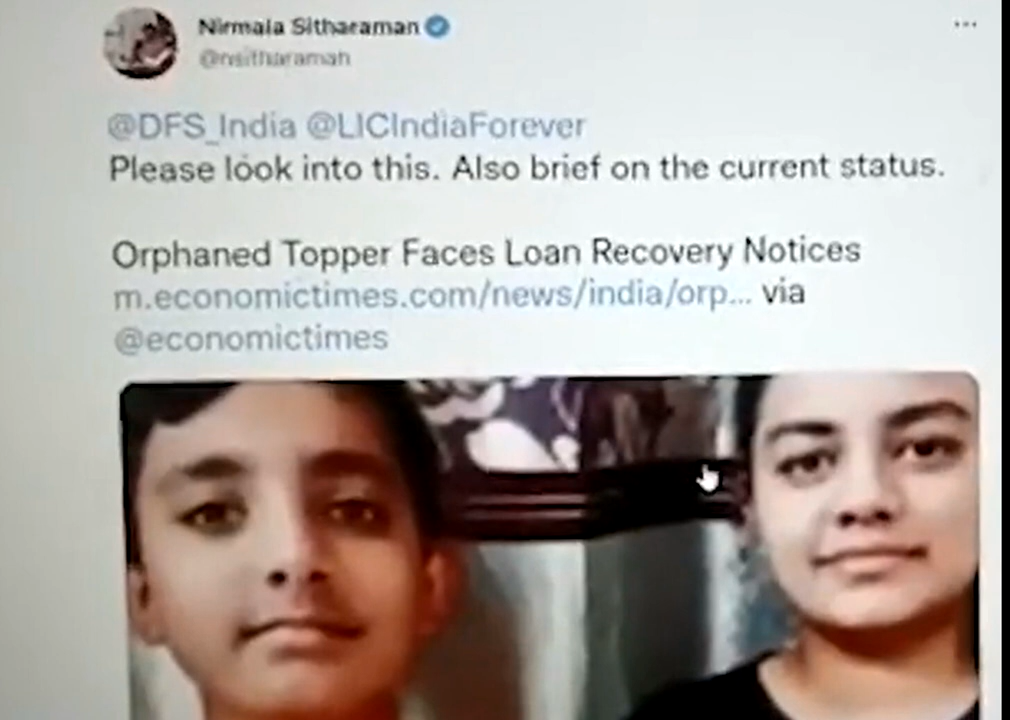 Nirmala Sitharaman
@nsitharaman
@DFS_India @LICIndiaForever
Please look into this. Also brief on the current status.
Orphaned Topper Faces Loan Recovery Notices
m.economictimes.com/news/india/orp... via
@economictimes